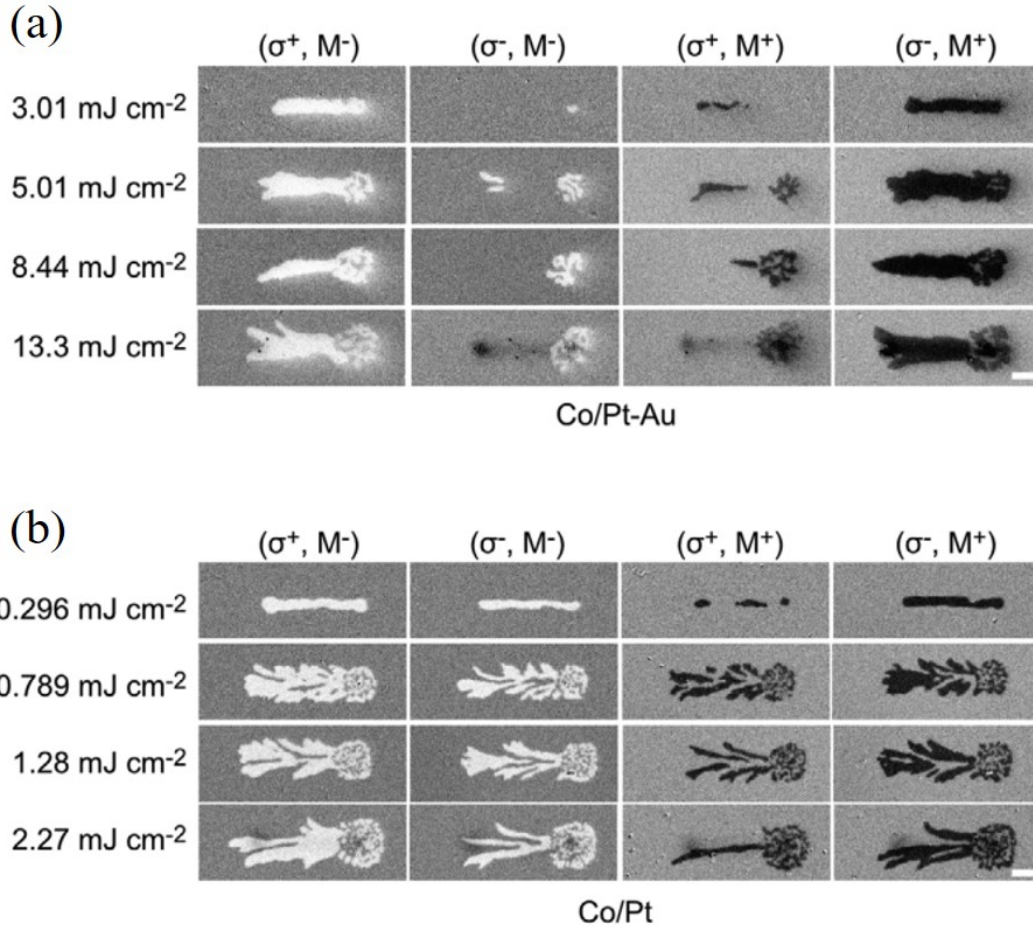 (a)
(σ⁺, M⁻) (σ⁻, M⁻) (σ⁺, M⁺) (σ⁻, M⁺)
3.01 mJ cm⁻²
5.01 mJ cm⁻²
8.44 mJ cm⁻²
13.3 mJ cm⁻²
Co/Pt-Au
(b)
(σ⁺, M⁻) (σ⁻, M⁻) (σ⁺, M⁺) (σ⁻, M⁺)
0.296 mJ cm⁻²
0.789 mJ cm⁻²
1.28 mJ cm⁻²
2.27 mJ cm⁻²
Co/Pt